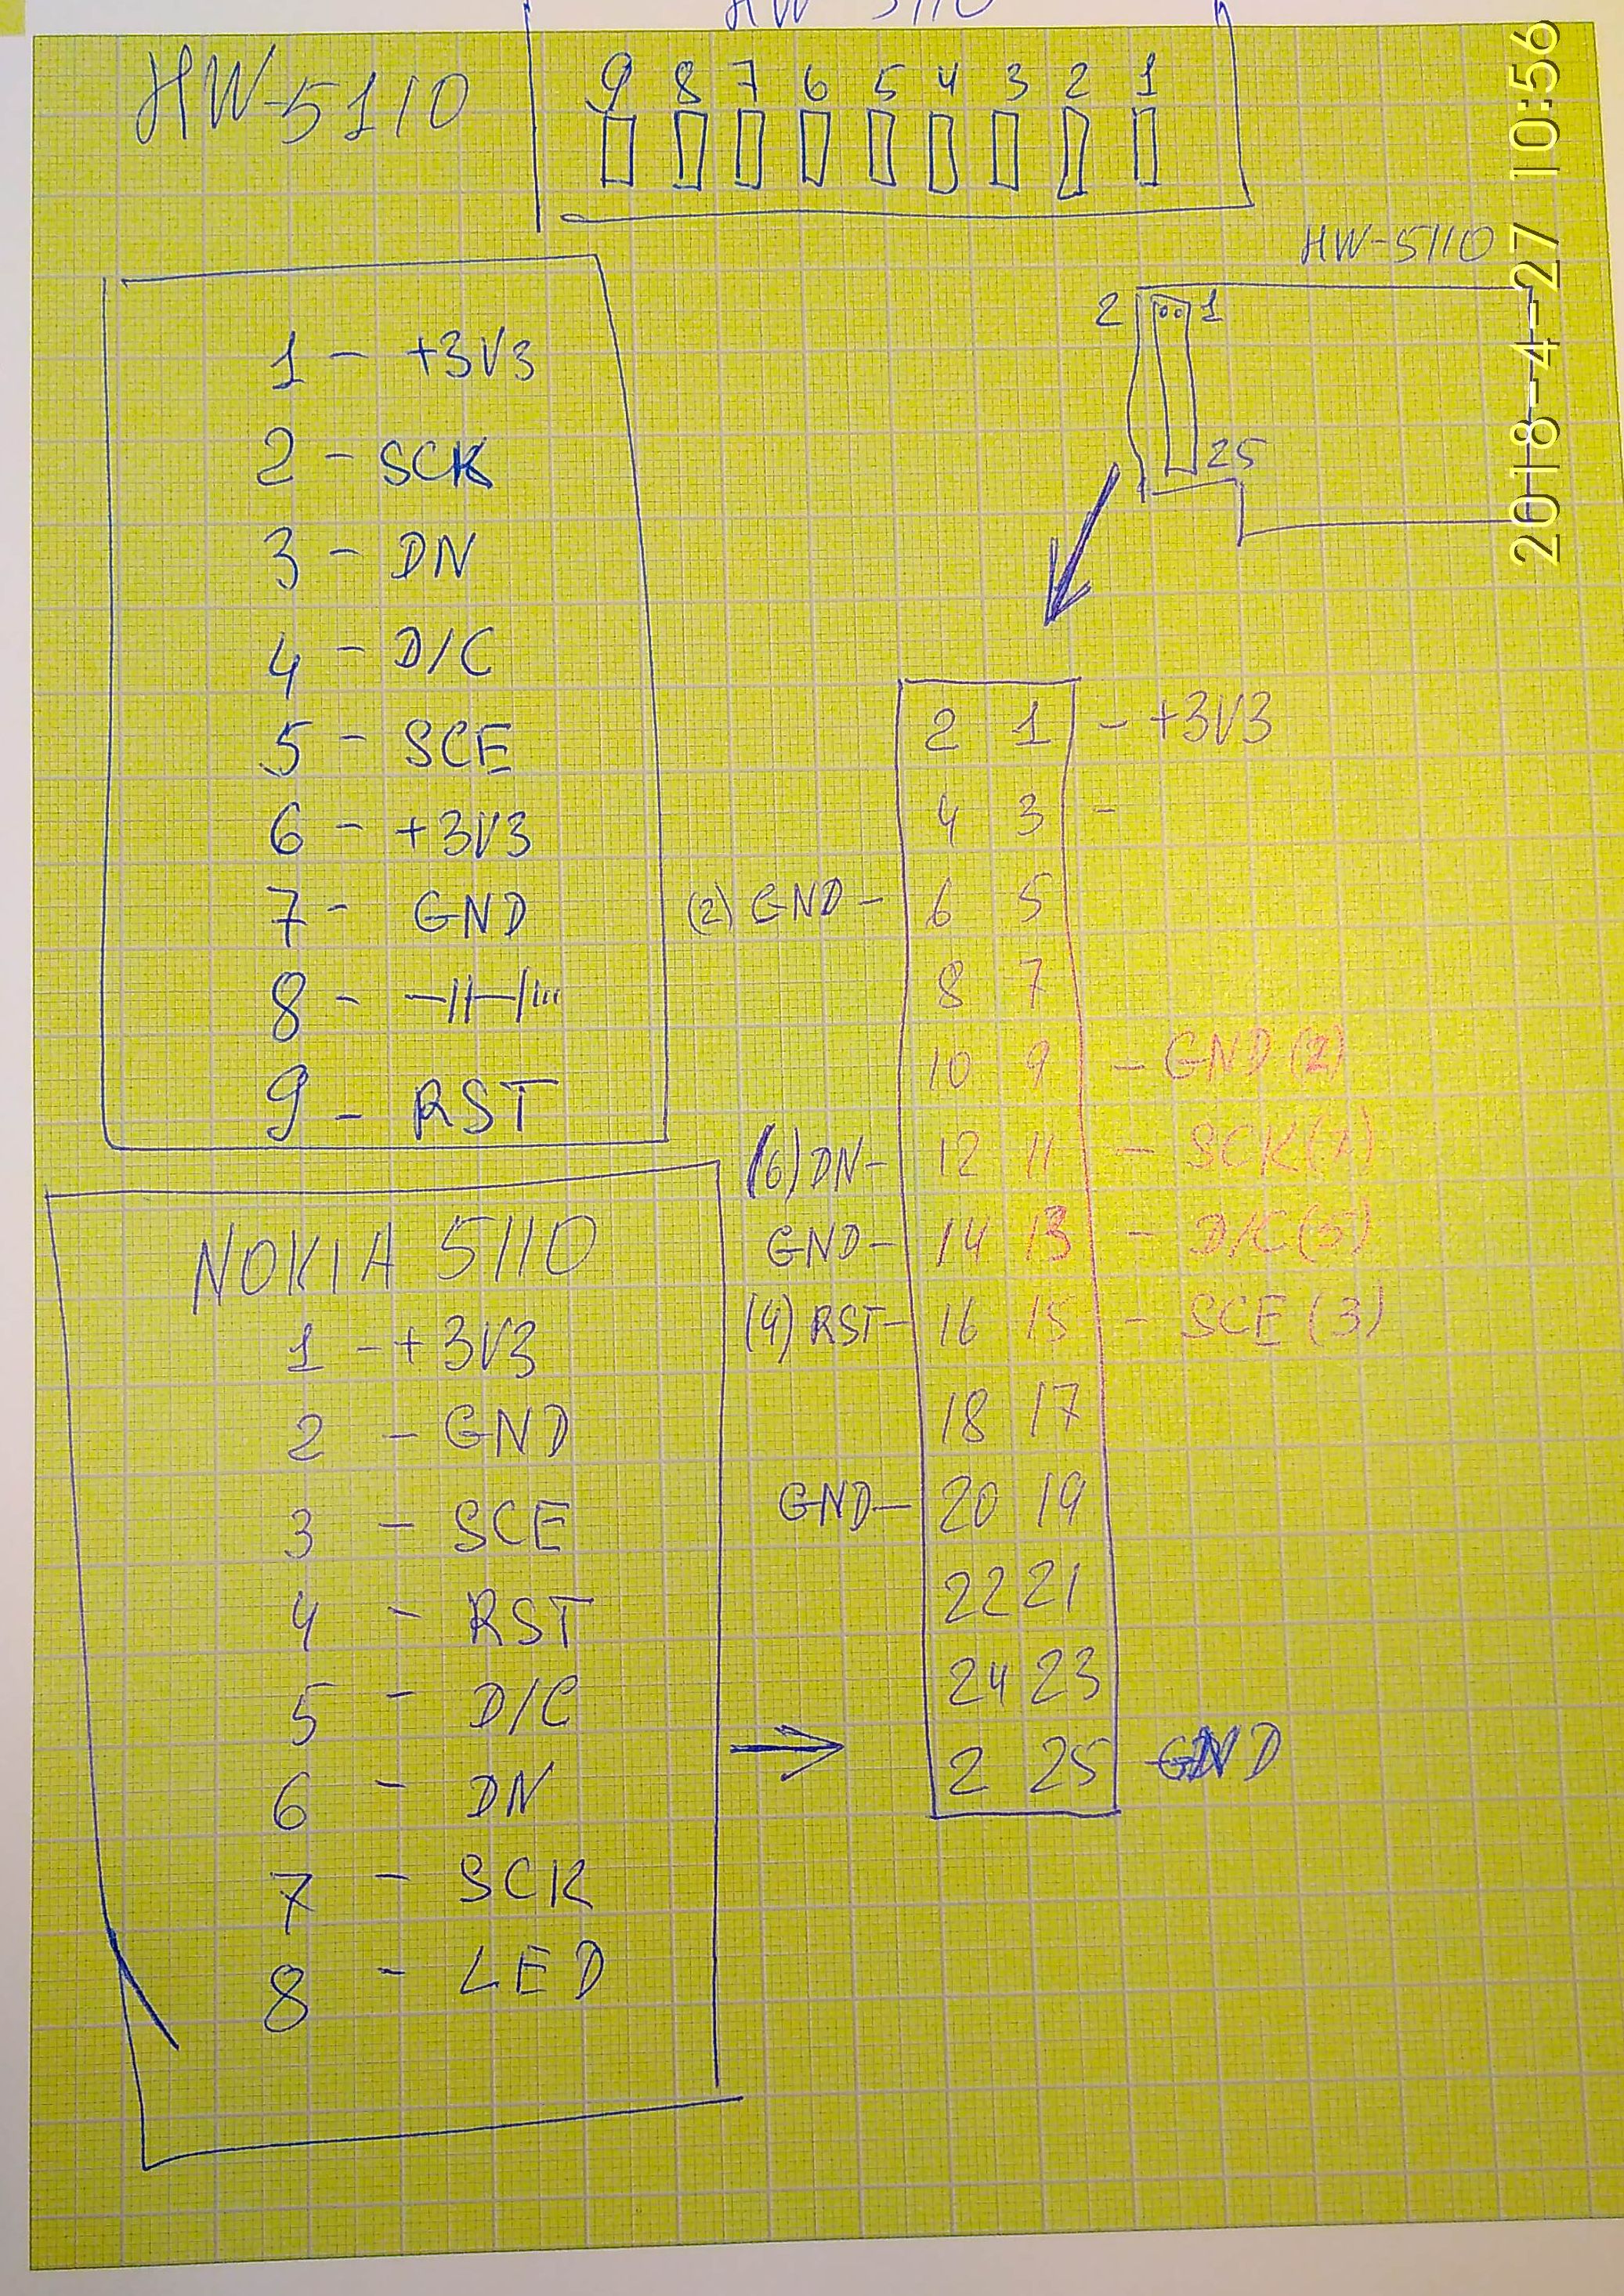 HW-5110
HW-5110
9 8 7 6 5 4 3 2 1
HW-5110
2 1
25
1 - +3V3
2 - SCK
3 - DN
4 - D/C
5 - SCE
6 - +3V3
7 - GND
8 -
9 - RST
NOKIA 5110
1 - +3V3
2 - GND
3 - SCE
4 - RST
5 - D/C
6 - DN
7 - SCK
8 - LED
2 1 - +3V3
4 3 -
(2) GND - 6 5
8 7
10 9 - GND (2)
(6) DN- 12 11 - SCK(7)
GND- 14 13 - D/C(5)
(4) RST- 16 15 - SCE (3)
18 17
GND- 20 19
22 21
24 23
2 25 GND
2018-4-27 10:56